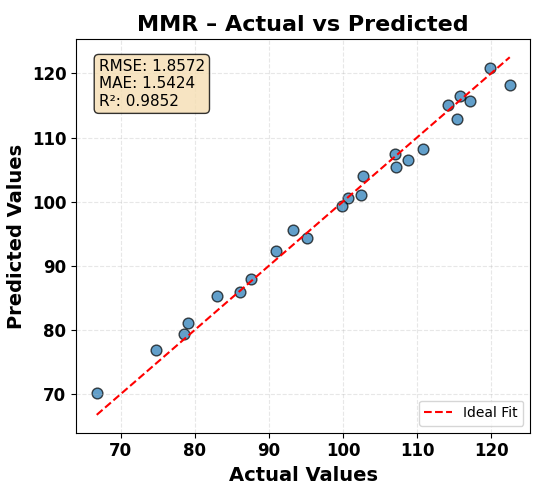 MMR – Actual vs Predicted
RMSE: 1.8572
MAE: 1.5424
R²: 0.9852
Predicted Values
120
110
100
90
80
70
Ideal Fit
70 80 90 100 110 120
Actual Values